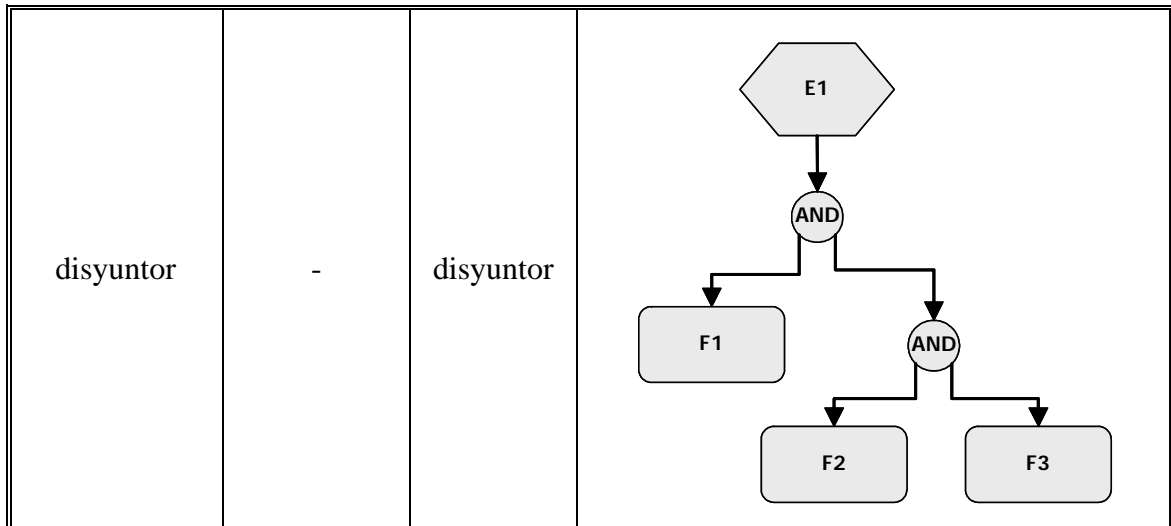 E1
AND
disyuntor - disyuntor
F1
AND
F2 F3